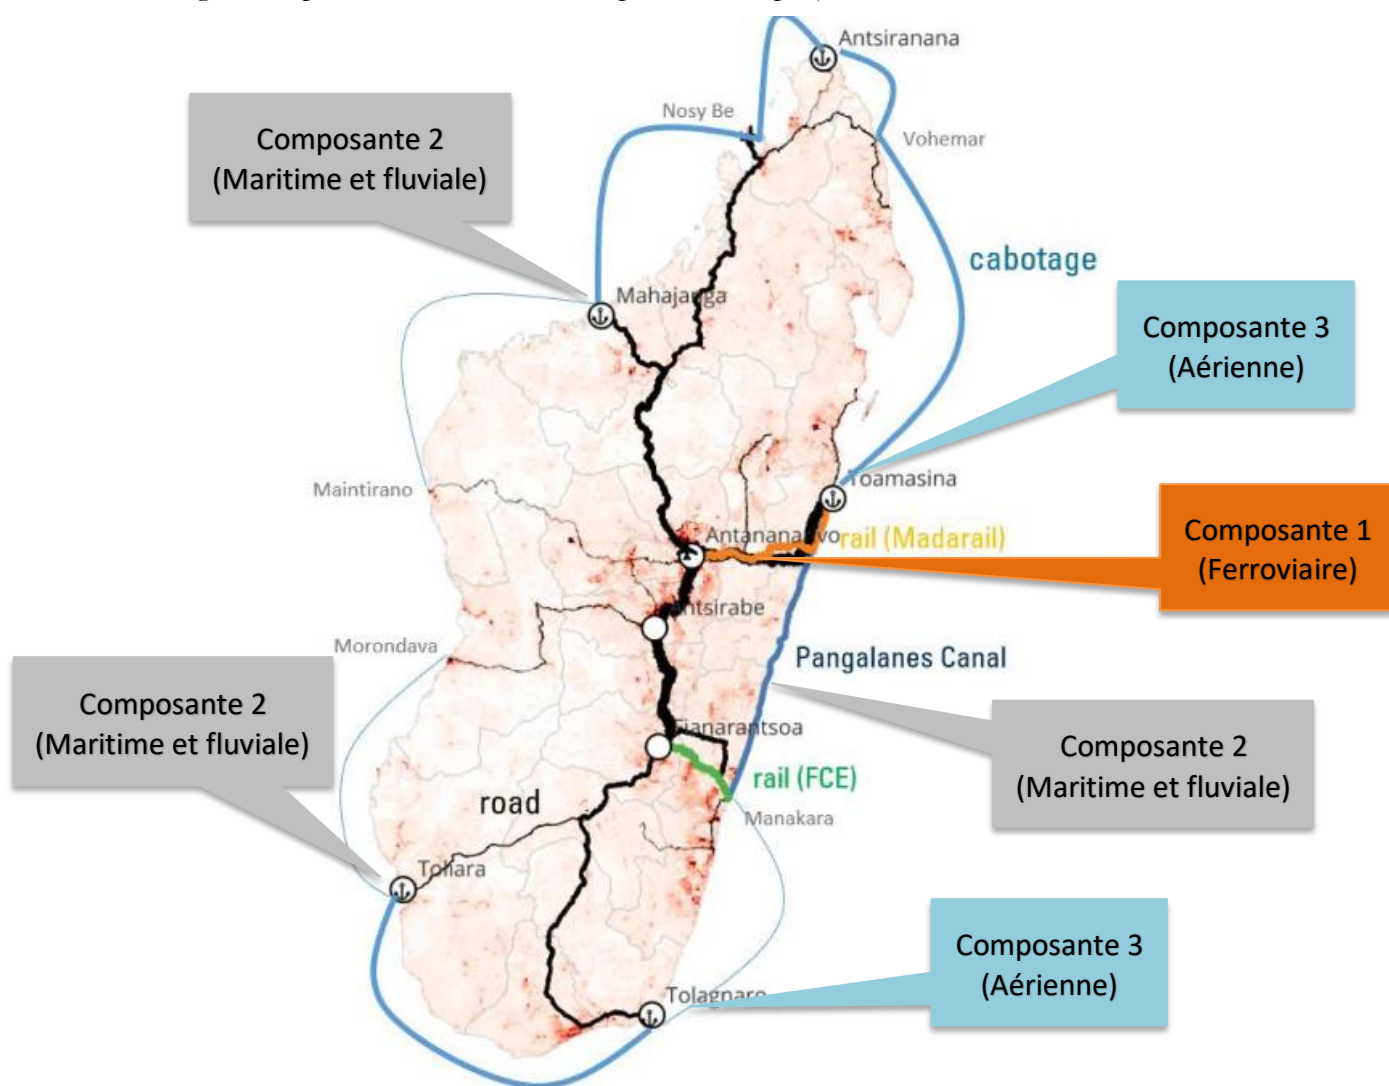 Antsiranana
Nosy Be
Vohemar
Composante 2
(Maritime et fluviale)
cabotage
Mahajanga
Composante 3
(Aérienne)
Maintirano
Toamasina
Antananarivo
rail (Madarail)
Composante 1
(Ferroviaire)
Antsirabe
Morondava
Pangalanes Canal
Composante 2
(Maritime et fluviale)
Fianarantsoa
Composante 2
(Maritime et fluviale)
rail (FCE)
road
Manakara
Toliara
Composante 3
(Aérienne)
Tolagnaro